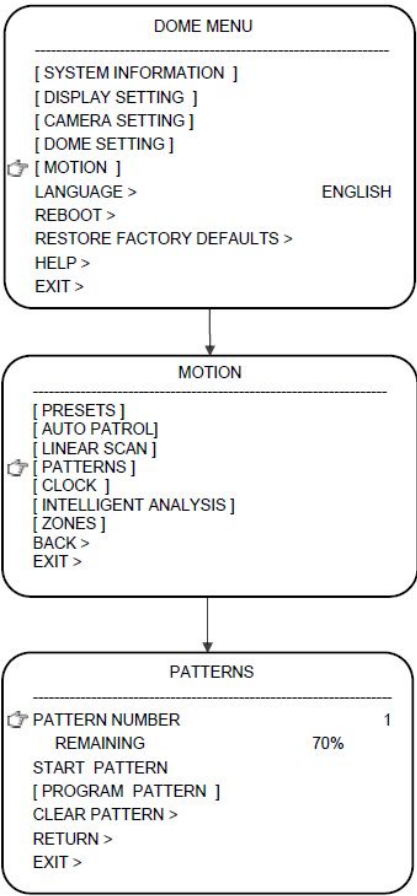 DOME MENU
[ SYSTEM INFORMATION ]
[ DISPLAY SETTING ]
[ CAMERA SETTING ]
[ DOME SETTING ]
[ MOTION ]
LANGUAGE > ENGLISH
REBOOT >
RESTORE FACTORY DEFAULTS >
HELP >
EXIT >
MOTION
[ PRESETS ]
[ AUTO PATROL]
[ LINEAR SCAN ]
[ PATTERNS ]
[ CLOCK ]
[ INTELLIGENT ANALYSIS ]
[ ZONES ]
BACK >
EXIT >
PATTERNS
PATTERN NUMBER 1
REMAINING 70%
START PATTERN
[ PROGRAM PATTERN ]
CLEAR PATTERN >
RETURN >
EXIT >